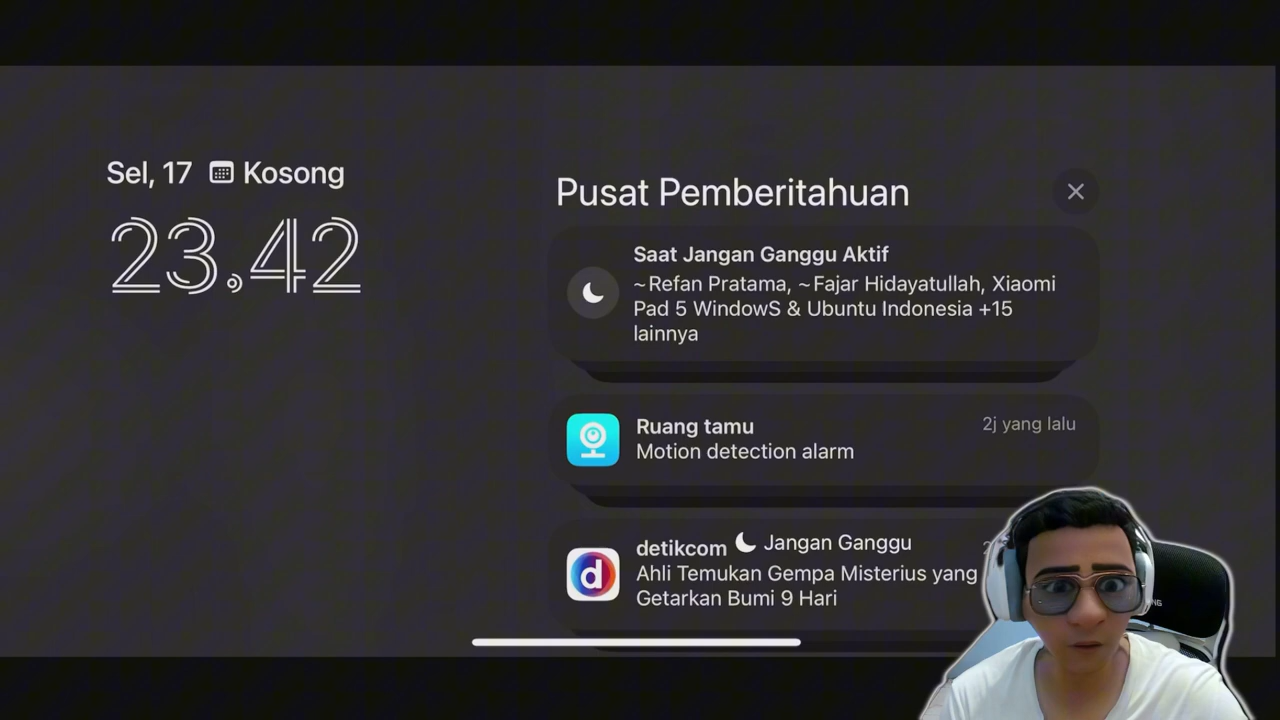 Sel, 17 Kosong
23.42
Pusat Pemberitahuan
Saat Jangan Ganggu Aktif
~Refan Pratama, ~Fajar Hidayatullah, Xiaomi
Pad 5 WindowS & Ubuntu Indonesia +15
lainnya
Ruang tamu
2j yang lalu
Motion detection alarm
detikcom Jangan Ganggu
Ahli Temukan Gempa Misterius yang
Getarkan Bumi 9 Hari